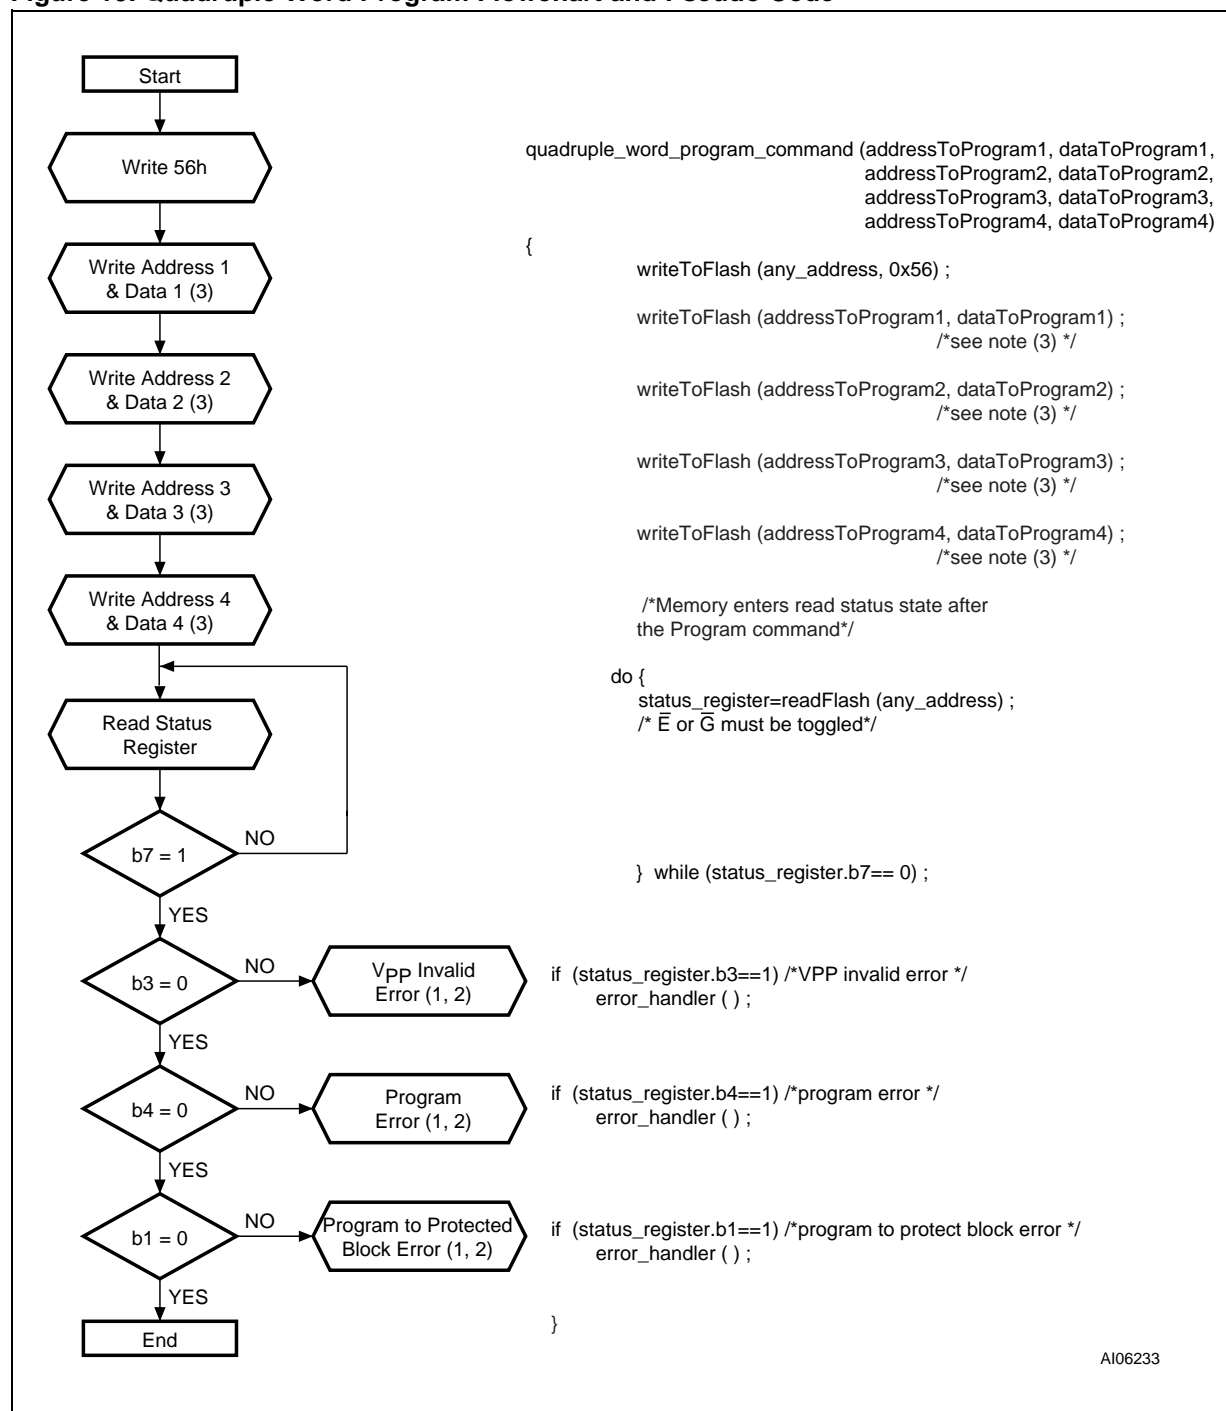 Start
Write 56h
Write Address 1
& Data 1 (3)
Write Address 2
& Data 2 (3)
Write Address 3
& Data 3 (3)
Write Address 4
& Data 4 (3)
Read Status
Register
b7 = 1
NO
YES
b3 = 0
NO
VPP Invalid
Error (1, 2)
YES
b4 = 0
NO
Program
Error (1, 2)
YES
b1 = 0
NO
Program to Protected
Block Error (1, 2)
YES
End
quadruple_word_program_command (addressToProgram1, dataToProgram1,
addressToProgram2, dataToProgram2,
addressToProgram3, dataToProgram3,
addressToProgram4, dataToProgram4)
{
writeToFlash (any_address, 0x56) ;
writeToFlash (addressToProgram1, dataToProgram1) ;
/*see note (3) */
writeToFlash (addressToProgram2, dataToProgram2) ;
/*see note (3) */
writeToFlash (addressToProgram3, dataToProgram3) ;
/*see note (3) */
writeToFlash (addressToProgram4, dataToProgram4) ;
/*see note (3) */
/*Memory enters read status state after
the Program command*/
do {
status_register=readFlash (any_address) ;
/* E̅ or G̅ must be toggled*/
} while (status_register.b7== 0) ;
if (status_register.b3==1) /*VPP invalid error */
error_handler ( ) ;
if (status_register.b4==1) /*program error */
error_handler ( ) ;
if (status_register.b1==1) /*program to protect block error */
error_handler ( ) ;
}
AI06233